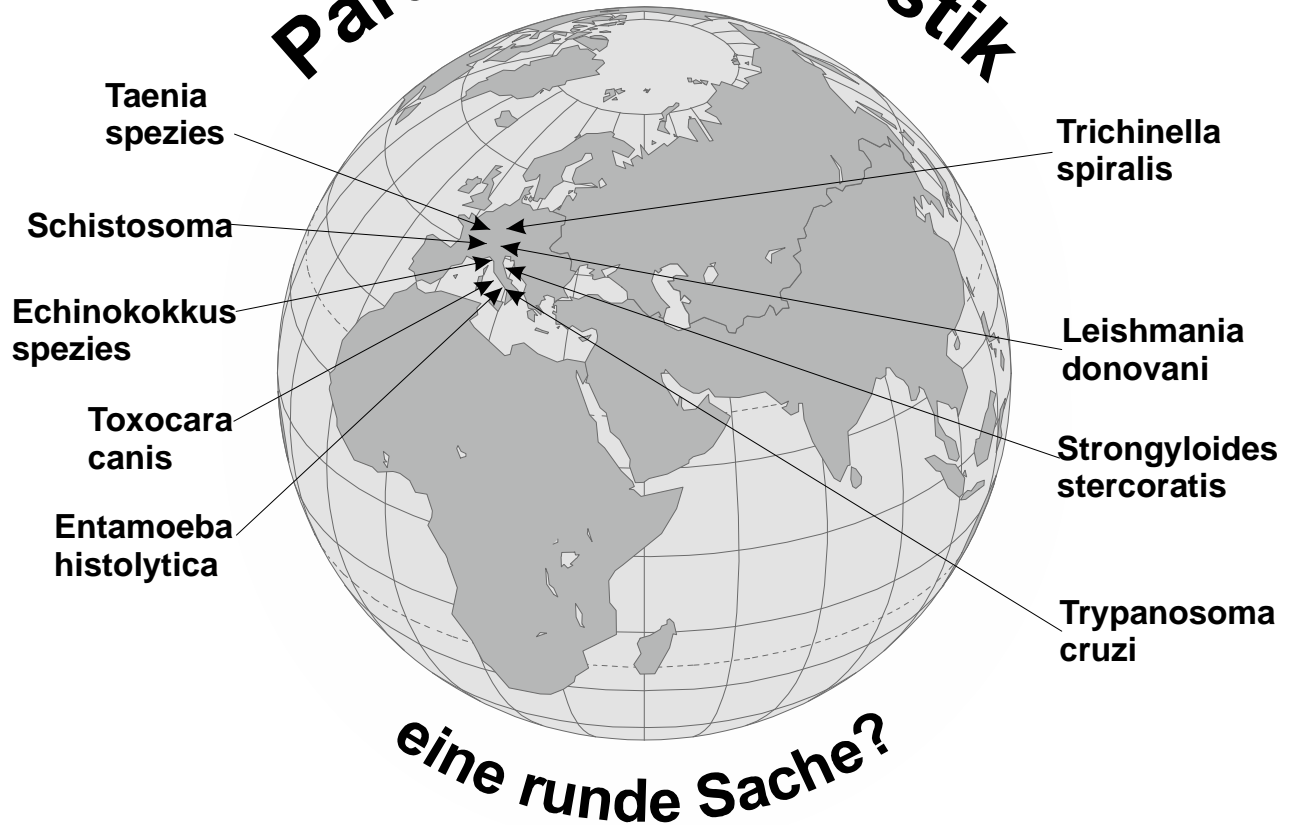 Taenia
spezies
Schistosoma
Echinokokkus
spezies
Toxocara
canis
Entamoeba
histolytica
Trichinella
spiralis
Leishmania
donovani
Strongyloides
stercoratis
Trypanosoma
cruzi
eine runde Sache?